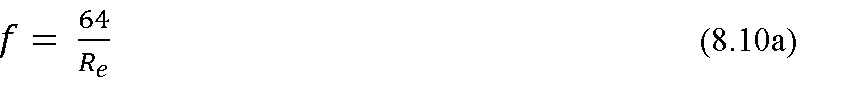 f = 64/R_e (8.10a)